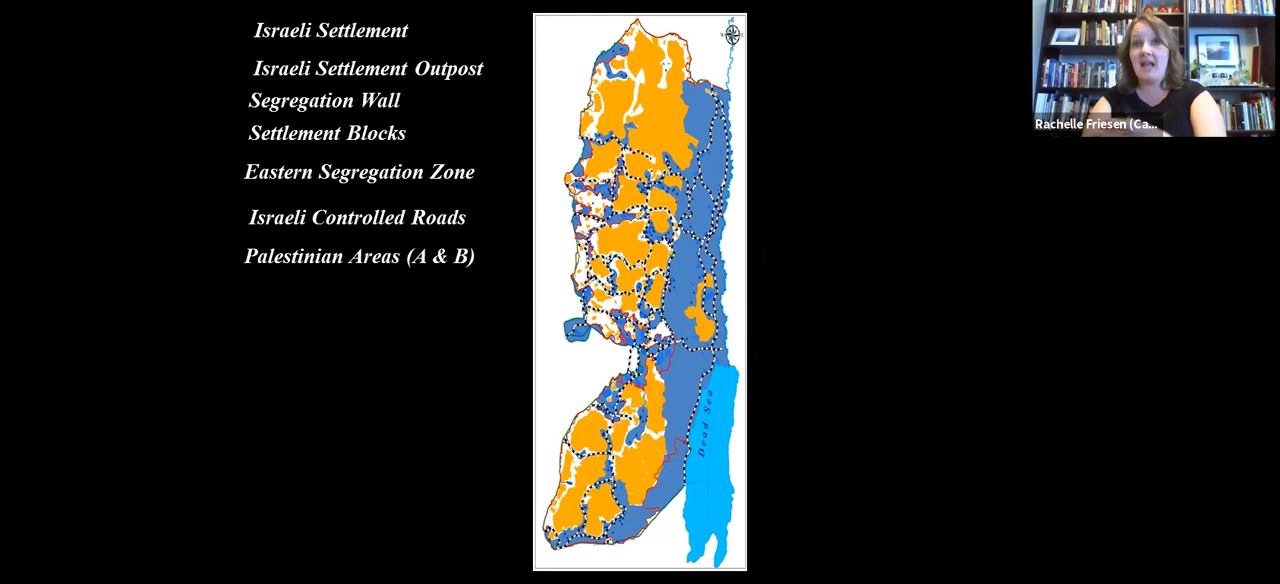 Israeli Settlement
Israeli Settlement Outpost
Segregation Wall
Settlement Blocks
Eastern Segregation Zone
Israeli Controlled Roads
Palestinian Areas (A & B)
Dead Sea
Rachelle Friesen (Ca...